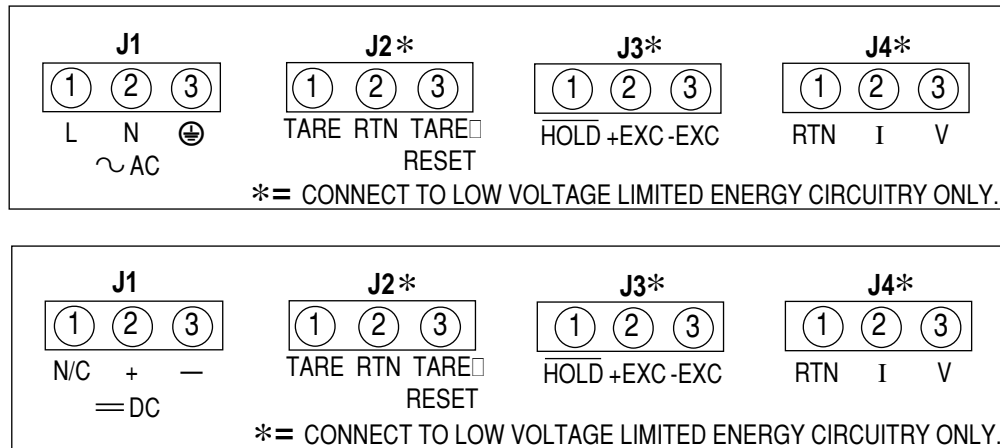 J1 J2* J3* J4*
1 2 3 1 2 3 1 2 3 1 2 3
L N TARE RTN TARE HOLD +EXC -EXC RTN I V
AC RESET
*= CONNECT TO LOW VOLTAGE LIMITED ENERGY CIRCUITRY ONLY.
J1 J2* J3* J4*
1 2 3 1 2 3 1 2 3 1 2 3
N/C + — TARE RTN TARE HOLD +EXC -EXC RTN I V
DC RESET
*= CONNECT TO LOW VOLTAGE LIMITED ENERGY CIRCUITRY ONLY.